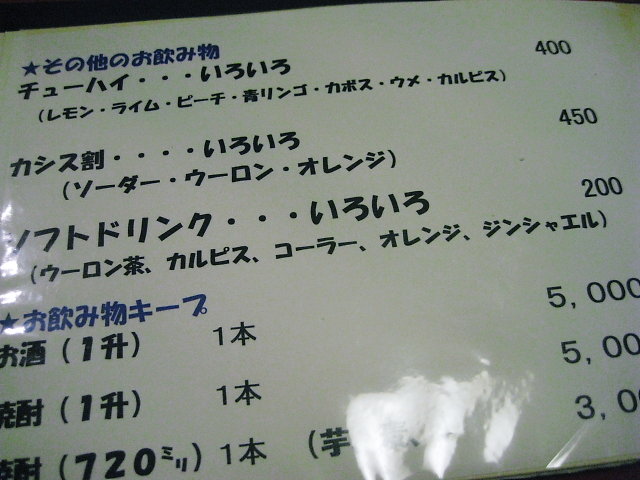 ★その他のお飲み物
チューハイ・・・いろいろ 400
(レモン・ライム・ピーチ・青リンゴ・カボス・ウメ・カルピス)
カシス割・・・・いろいろ 450
(ソーダー・ウーロン・オレンジ)
ソフトドリンク・・・いろいろ 200
(ウーロン茶、カルピス、コーラー、オレンジ、ジンジャエル)
★お飲み物キープ
お酒(1升) 1本 5,000
焼酎(1升) 1本 5,00
焼酎(720ミリ) 1本 (芋 3,0